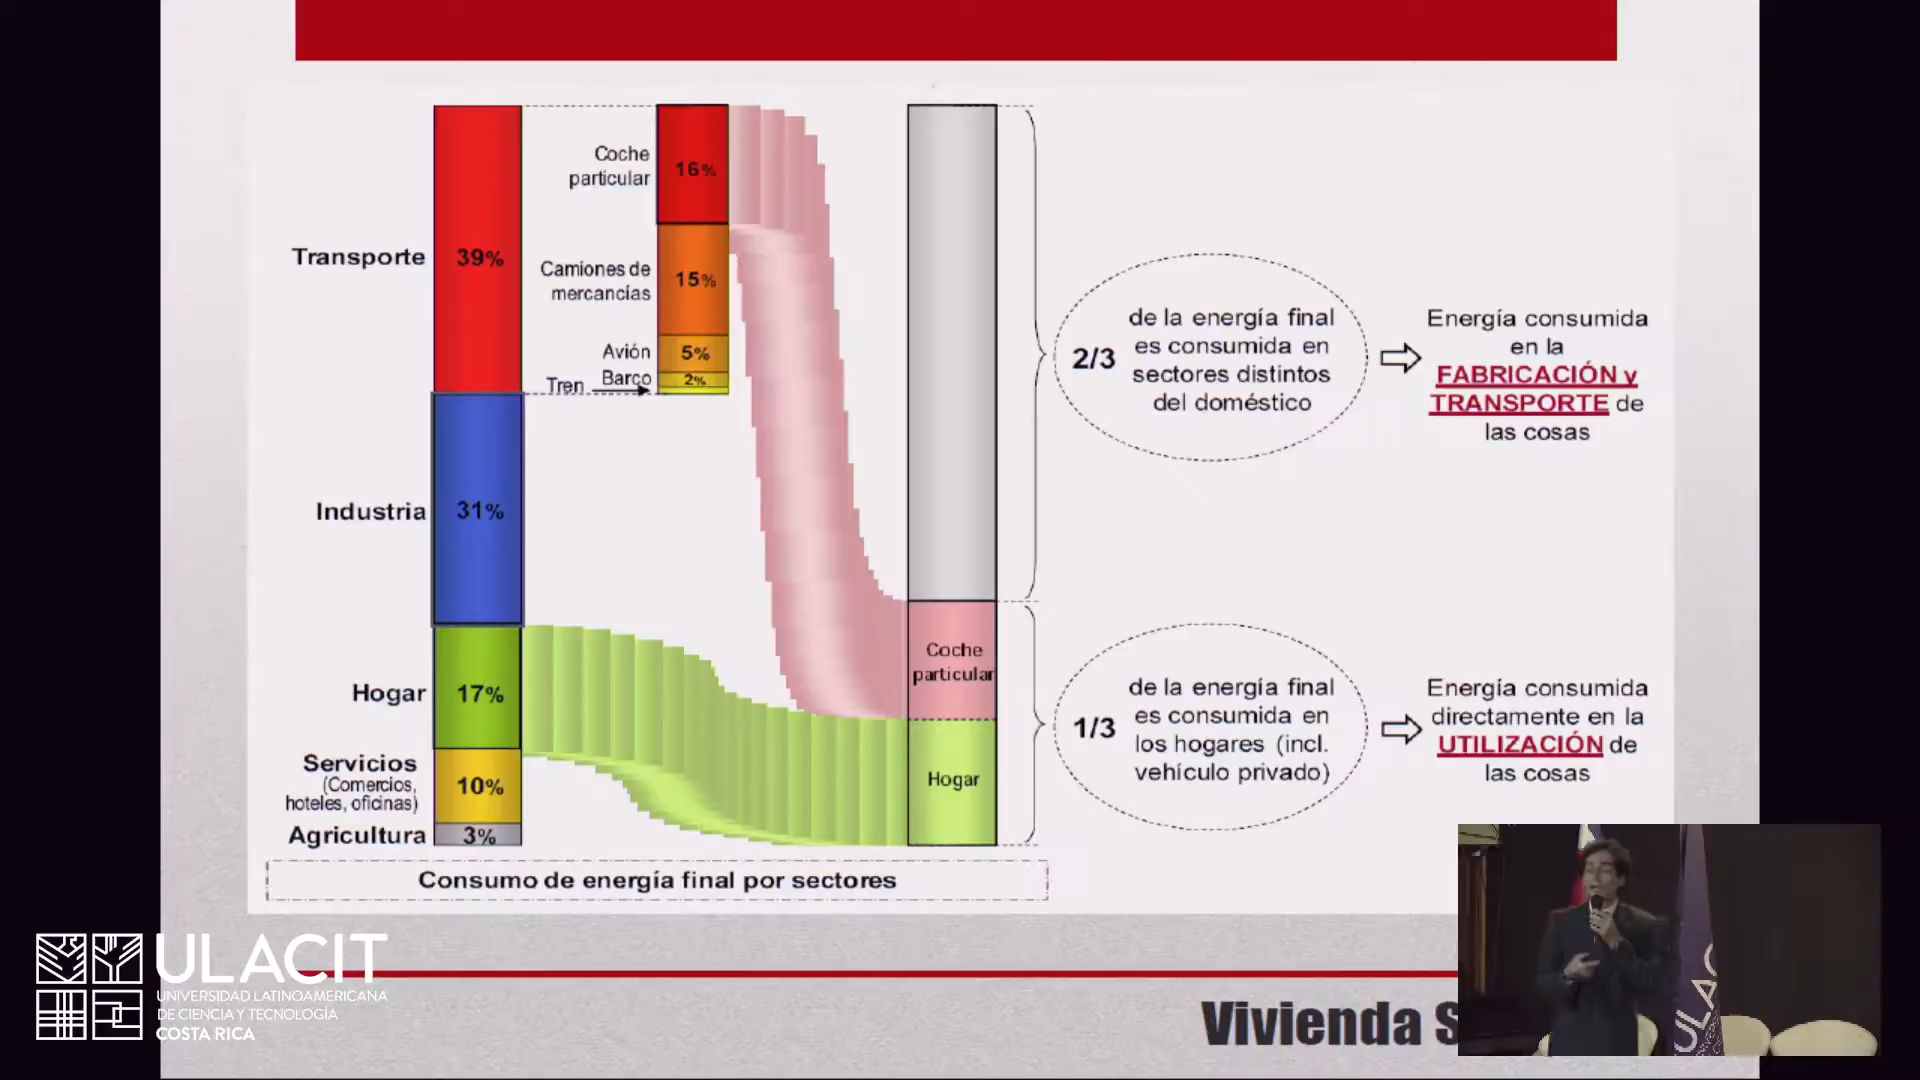 Coche
particular
16%
Camiones de
mercancías
15%
Avión
5%
Barco
2%
Tren
Transporte
39%
Industria
31%
Hogar
17%
Servicios
(Comercios,
hoteles, oficinas)
10%
Agricultura
3%
Coche
particular
Hogar
2/3
de la energía final
es consumida en
sectores distintos
del doméstico
Energía consumida
en la
FABRICACIÓN y
TRANSPORTE de
las cosas
1/3
de la energía final
es consumida en
los hogares (incl.
vehículo privado)
Energía consumida
directamente en la
UTILIZACIÓN de
las cosas
Consumo de energía final por sectores
ULACIT
UNIVERSIDAD LATINOAMERICANA
DE CIENCIA Y TECNOLOGÍA
COSTA RICA
Vivienda S